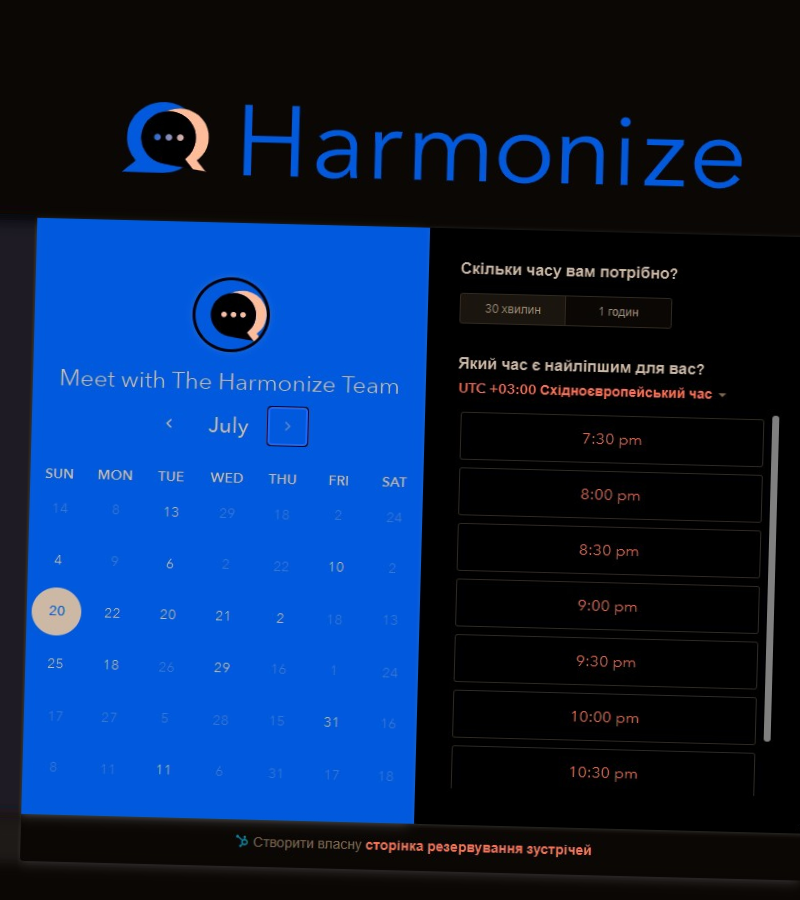 Harmonize
Meet with The Harmonize Team
July
SUN MON TUE WED THU FRI SAT
14 8 13 29 18 2 24
4 9 6 2 22 10 2
20 22 20 21 2 18 13
25 18 26 29 16 1 24
17 27 5 28 15 31 16
8 11 11 6 31 17 18
Скільки часу вам потрібно?
30 хвилин 1 годин
Який час є найліпшим для вас?
UTC +03:00 Східноєвропейський час
7:30 pm
8:00 pm
8:30 pm
9:00 pm
9:30 pm
10:00 pm
10:30 pm
Створити власну сторінка резервування зустрічей